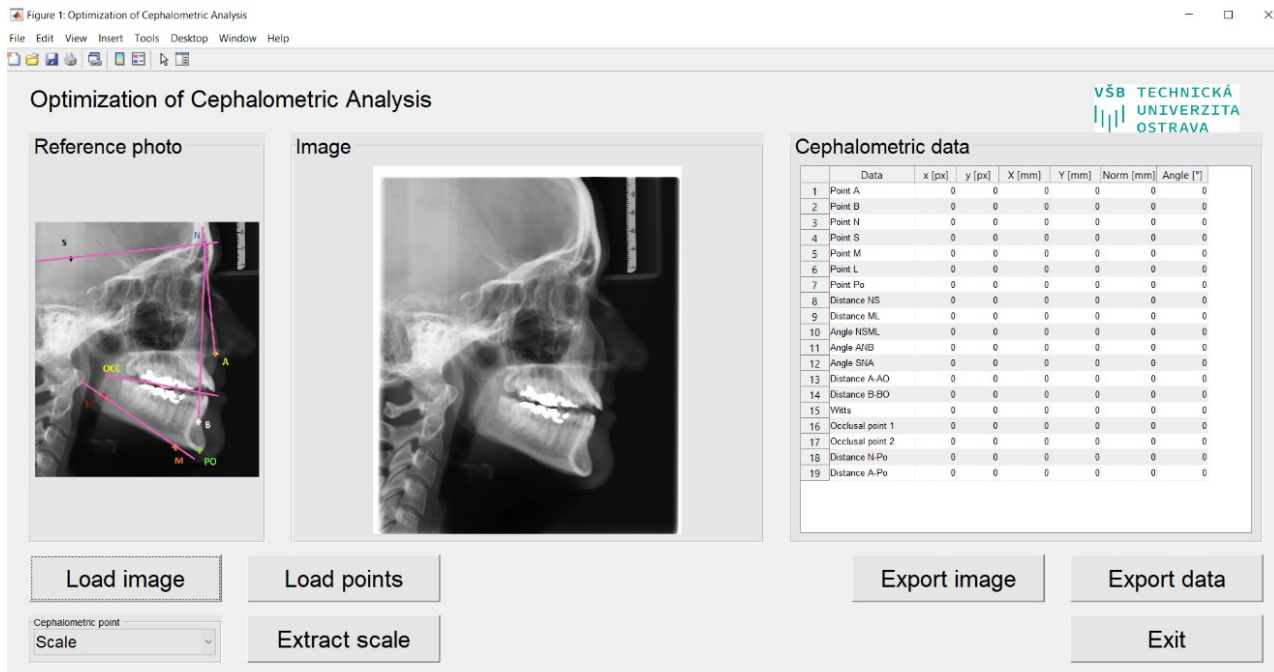 Figure 1: Optimization of Cephalometric Analysis
File Edit View Insert Tools Desktop Window Help
Optimization of Cephalometric Analysis
VŠB TECHNICKÁ
UNIVERZITA
OSTRAVA
Reference photo
S
N
A
OCC
L
B
M
PO
Image
Cephalometric data
Data x [px] y [px] X [mm] Y [mm] Norm [mm] Angle [°]
1 Point A 0 0 0 0 0 0
2 Point B 0 0 0 0 0 0
3 Point N 0 0 0 0 0 0
4 Point S 0 0 0 0 0 0
5 Point M 0 0 0 0 0 0
6 Point L 0 0 0 0 0 0
7 Point Po 0 0 0 0 0 0
8 Distance NS 0 0 0 0 0 0
9 Distance ML 0 0 0 0 0 0
10 Angle NSML 0 0 0 0 0 0
11 Angle ANB 0 0 0 0 0 0
12 Angle SNA 0 0 0 0 0 0
13 Distance A-AO 0 0 0 0 0 0
14 Distance B-BO 0 0 0 0 0 0
15 Witts 0 0 0 0 0 0
16 Occlusal point 1 0 0 0 0 0 0
17 Occlusal point 2 0 0 0 0 0 0
18 Distance N-Po 0 0 0 0 0 0
19 Distance A-Po 0 0 0 0 0 0
Load image
Load points
Export image
Export data
Cephalometric point
Scale
Extract scale
Exit